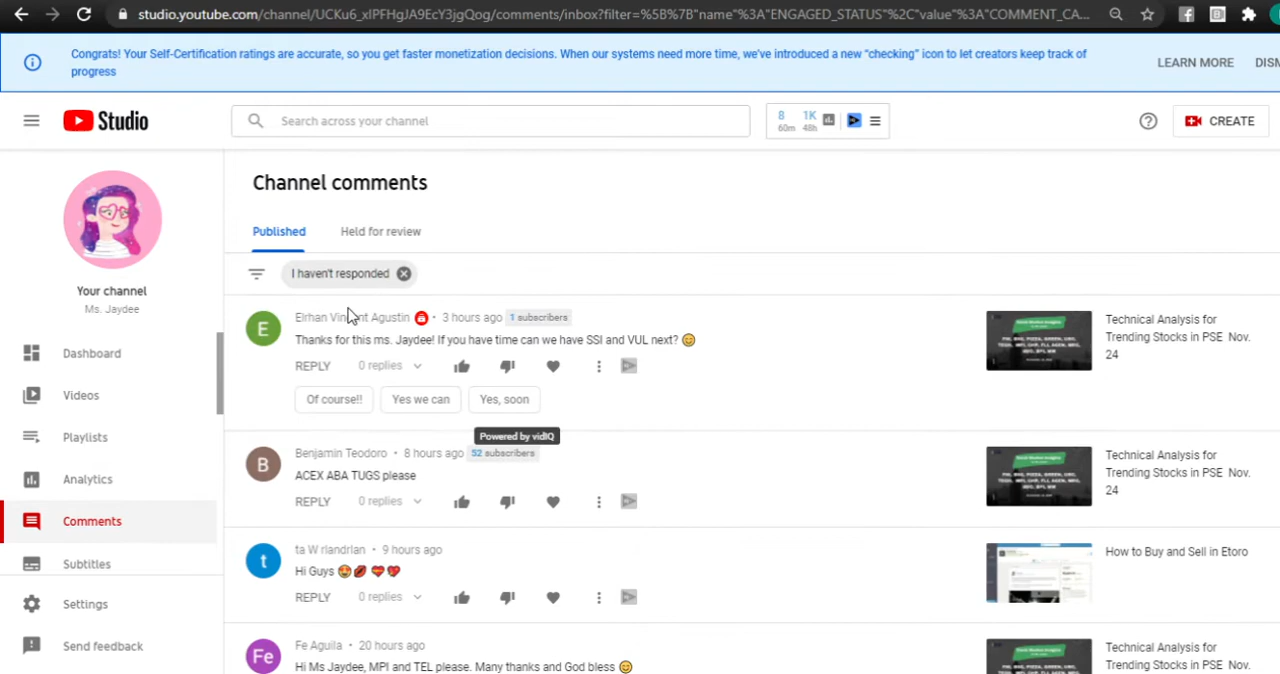 studio.youtube.com/channel/UCKu6_xlPFHgJA9EcY3jgQog/comments/inbox?filter=%5B%7B"name"%3A"ENGAGED_STATUS"%2C"value"%3A"COMMENT_CA...
Congrats! Your Self-Certification ratings are accurate, so you get faster monetization decisions. When our systems need more time, we've introduced a new "checking" icon to let creators keep track of
progress
LEARN MORE
Studio
Search across your channel
8 1K
60m 48h
CREATE
Your channel
Ms. Jaydee
Dashboard
Videos
Playlists
Analytics
Comments
Subtitles
Settings
Send feedback
Channel comments
Published Held for review
I haven't responded
E
Elrhan Vincent Agustin • 3 hours ago 1 subscribers
Thanks for this ms. Jaydee! If you have time can we have SSI and VUL next? 😊
REPLY 0 replies
Of course!! Yes we can Yes, soon
Technical Analysis for
Trending Stocks in PSE Nov.
24
Powered by vidIQ
B
Benjamin Teodoro • 8 hours ago 52 subscribers
ACEX ABA TUGS please
REPLY 0 replies
Technical Analysis for
Trending Stocks in PSE Nov.
24
t
ta W rlandrlan • 9 hours ago
Hi Guys 😍💋💝💖
REPLY 0 replies
How to Buy and Sell in Etoro
Fe
Fe Aguila • 20 hours ago
Hi Ms.Jaydee, MPI and TEL please. Many thanks and God bless 😊
Technical Analysis for
Trending Stocks in PSE Nov.